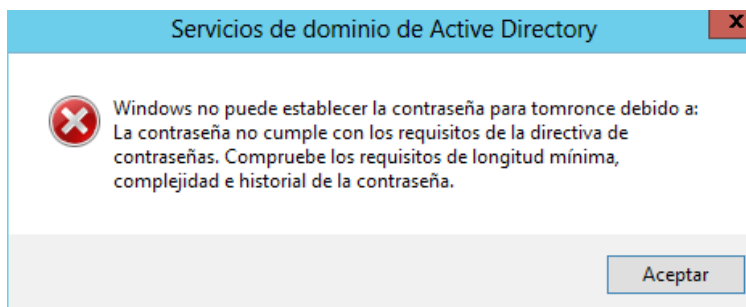 Servicios de dominio de Active Directory
x
Windows no puede establecer la contraseña para tomronce debido a:
La contraseña no cumple con los requisitos de la directiva de
contraseñas. Compruebe los requisitos de longitud mínima,
complejidad e historial de la contraseña.
Aceptar